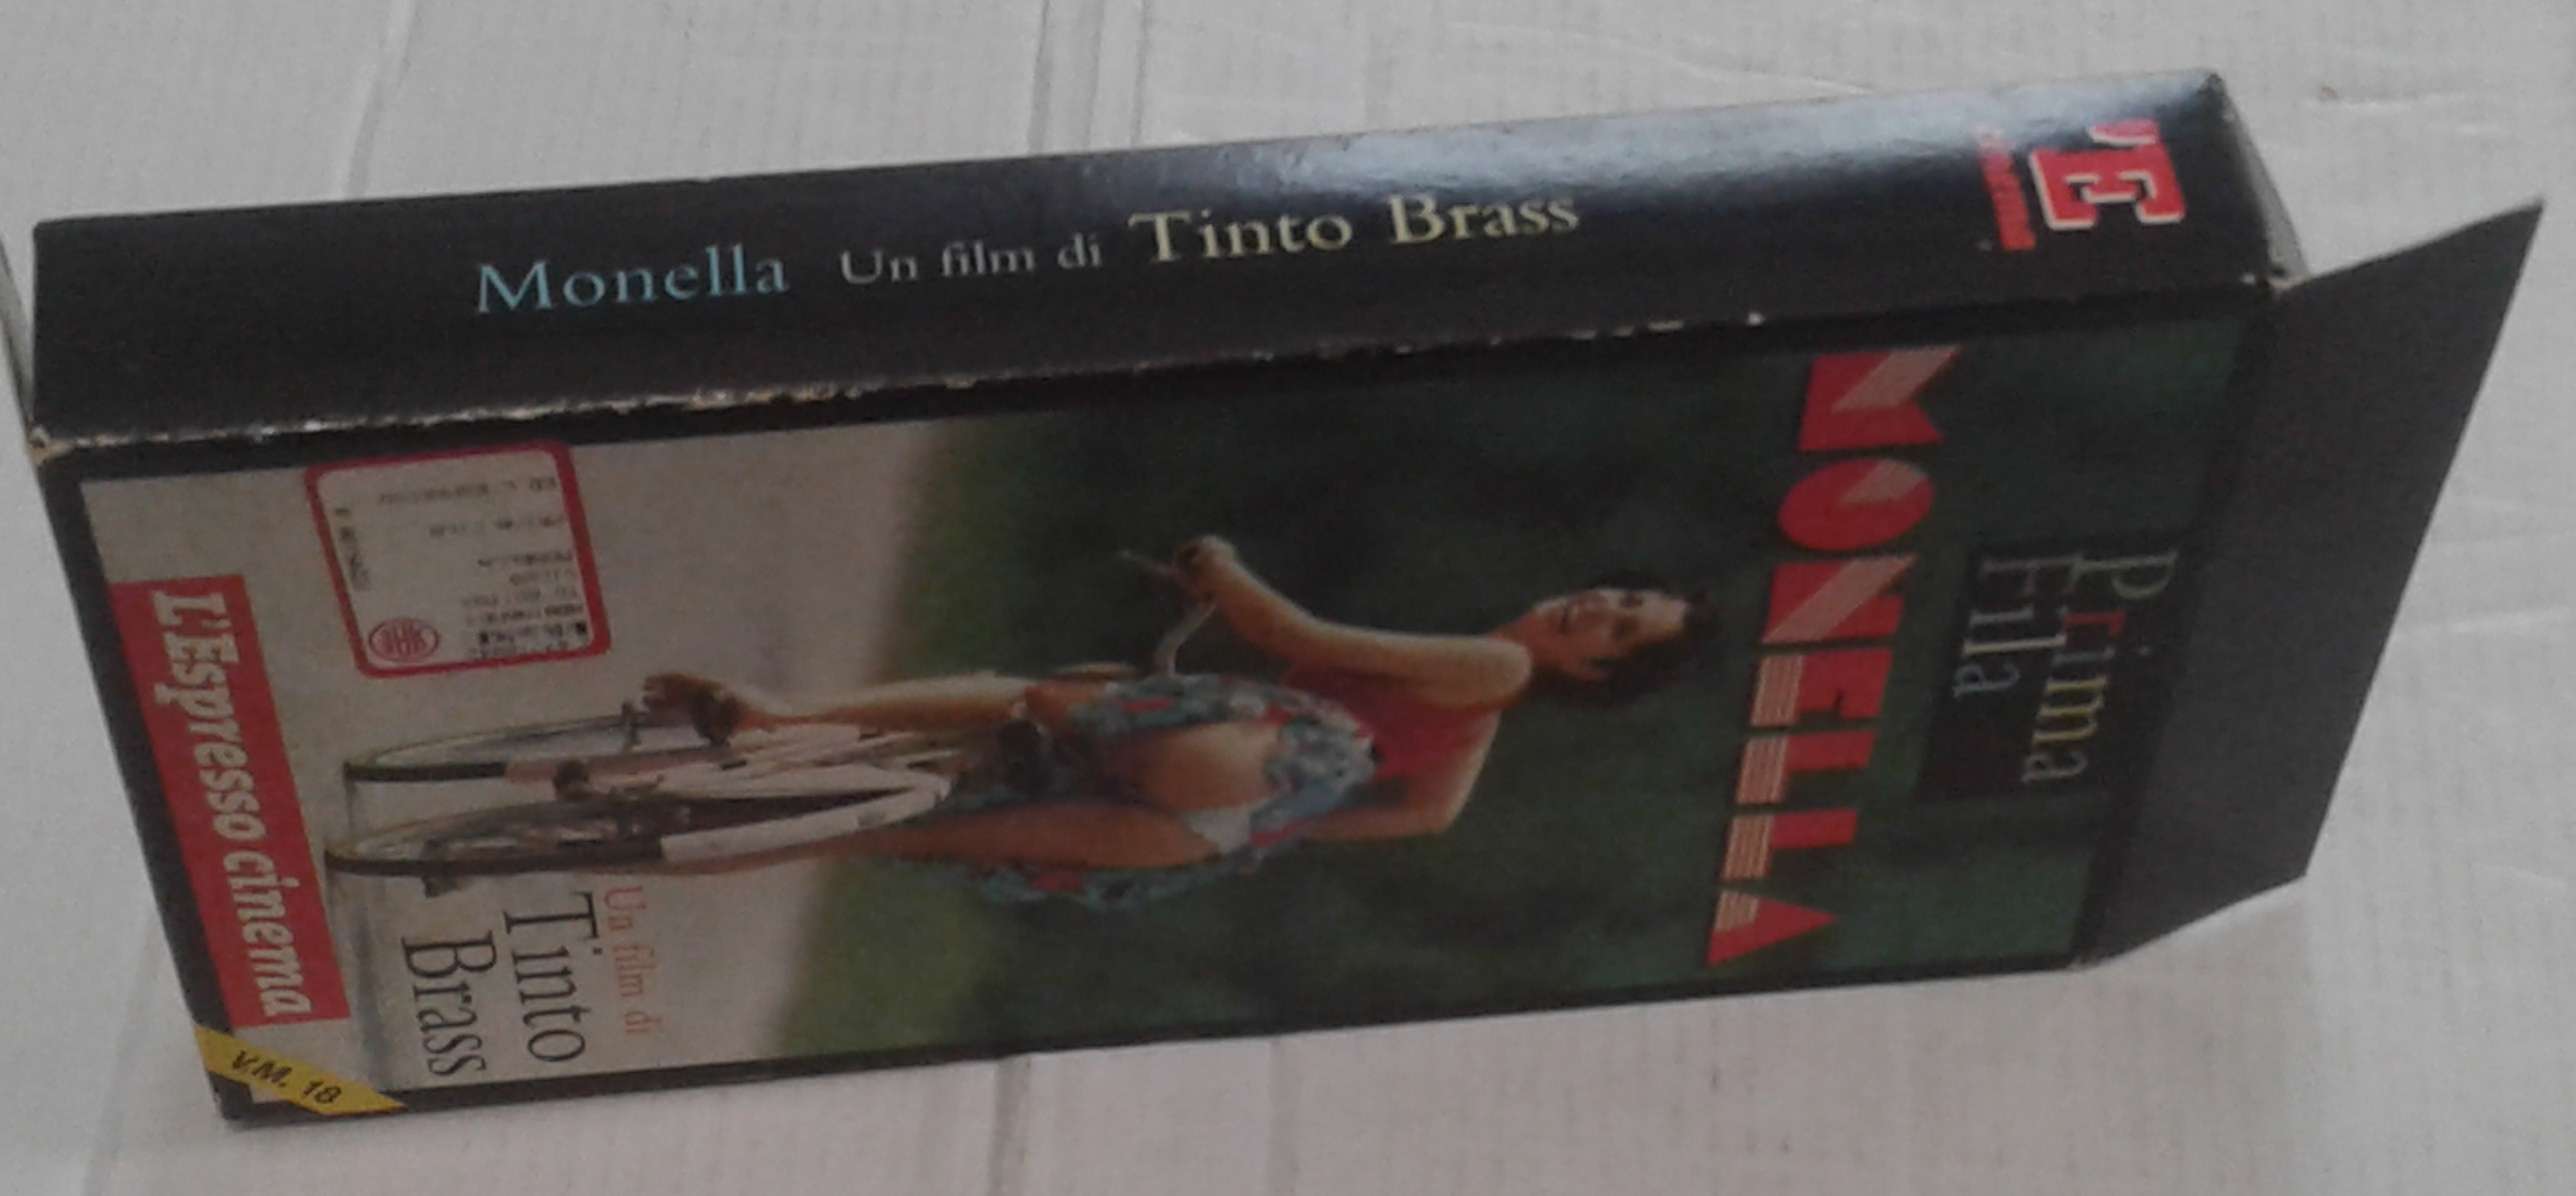 Monella Un film di Tinto Brass
'E
Prima
Fila
MONELLA
Un film di
Tinto
Brass
L'Espresso cinema
V.M. 18